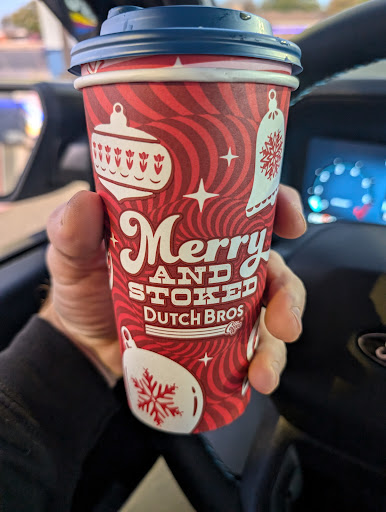 Merry
AND
STOKED
DUTCH BROS